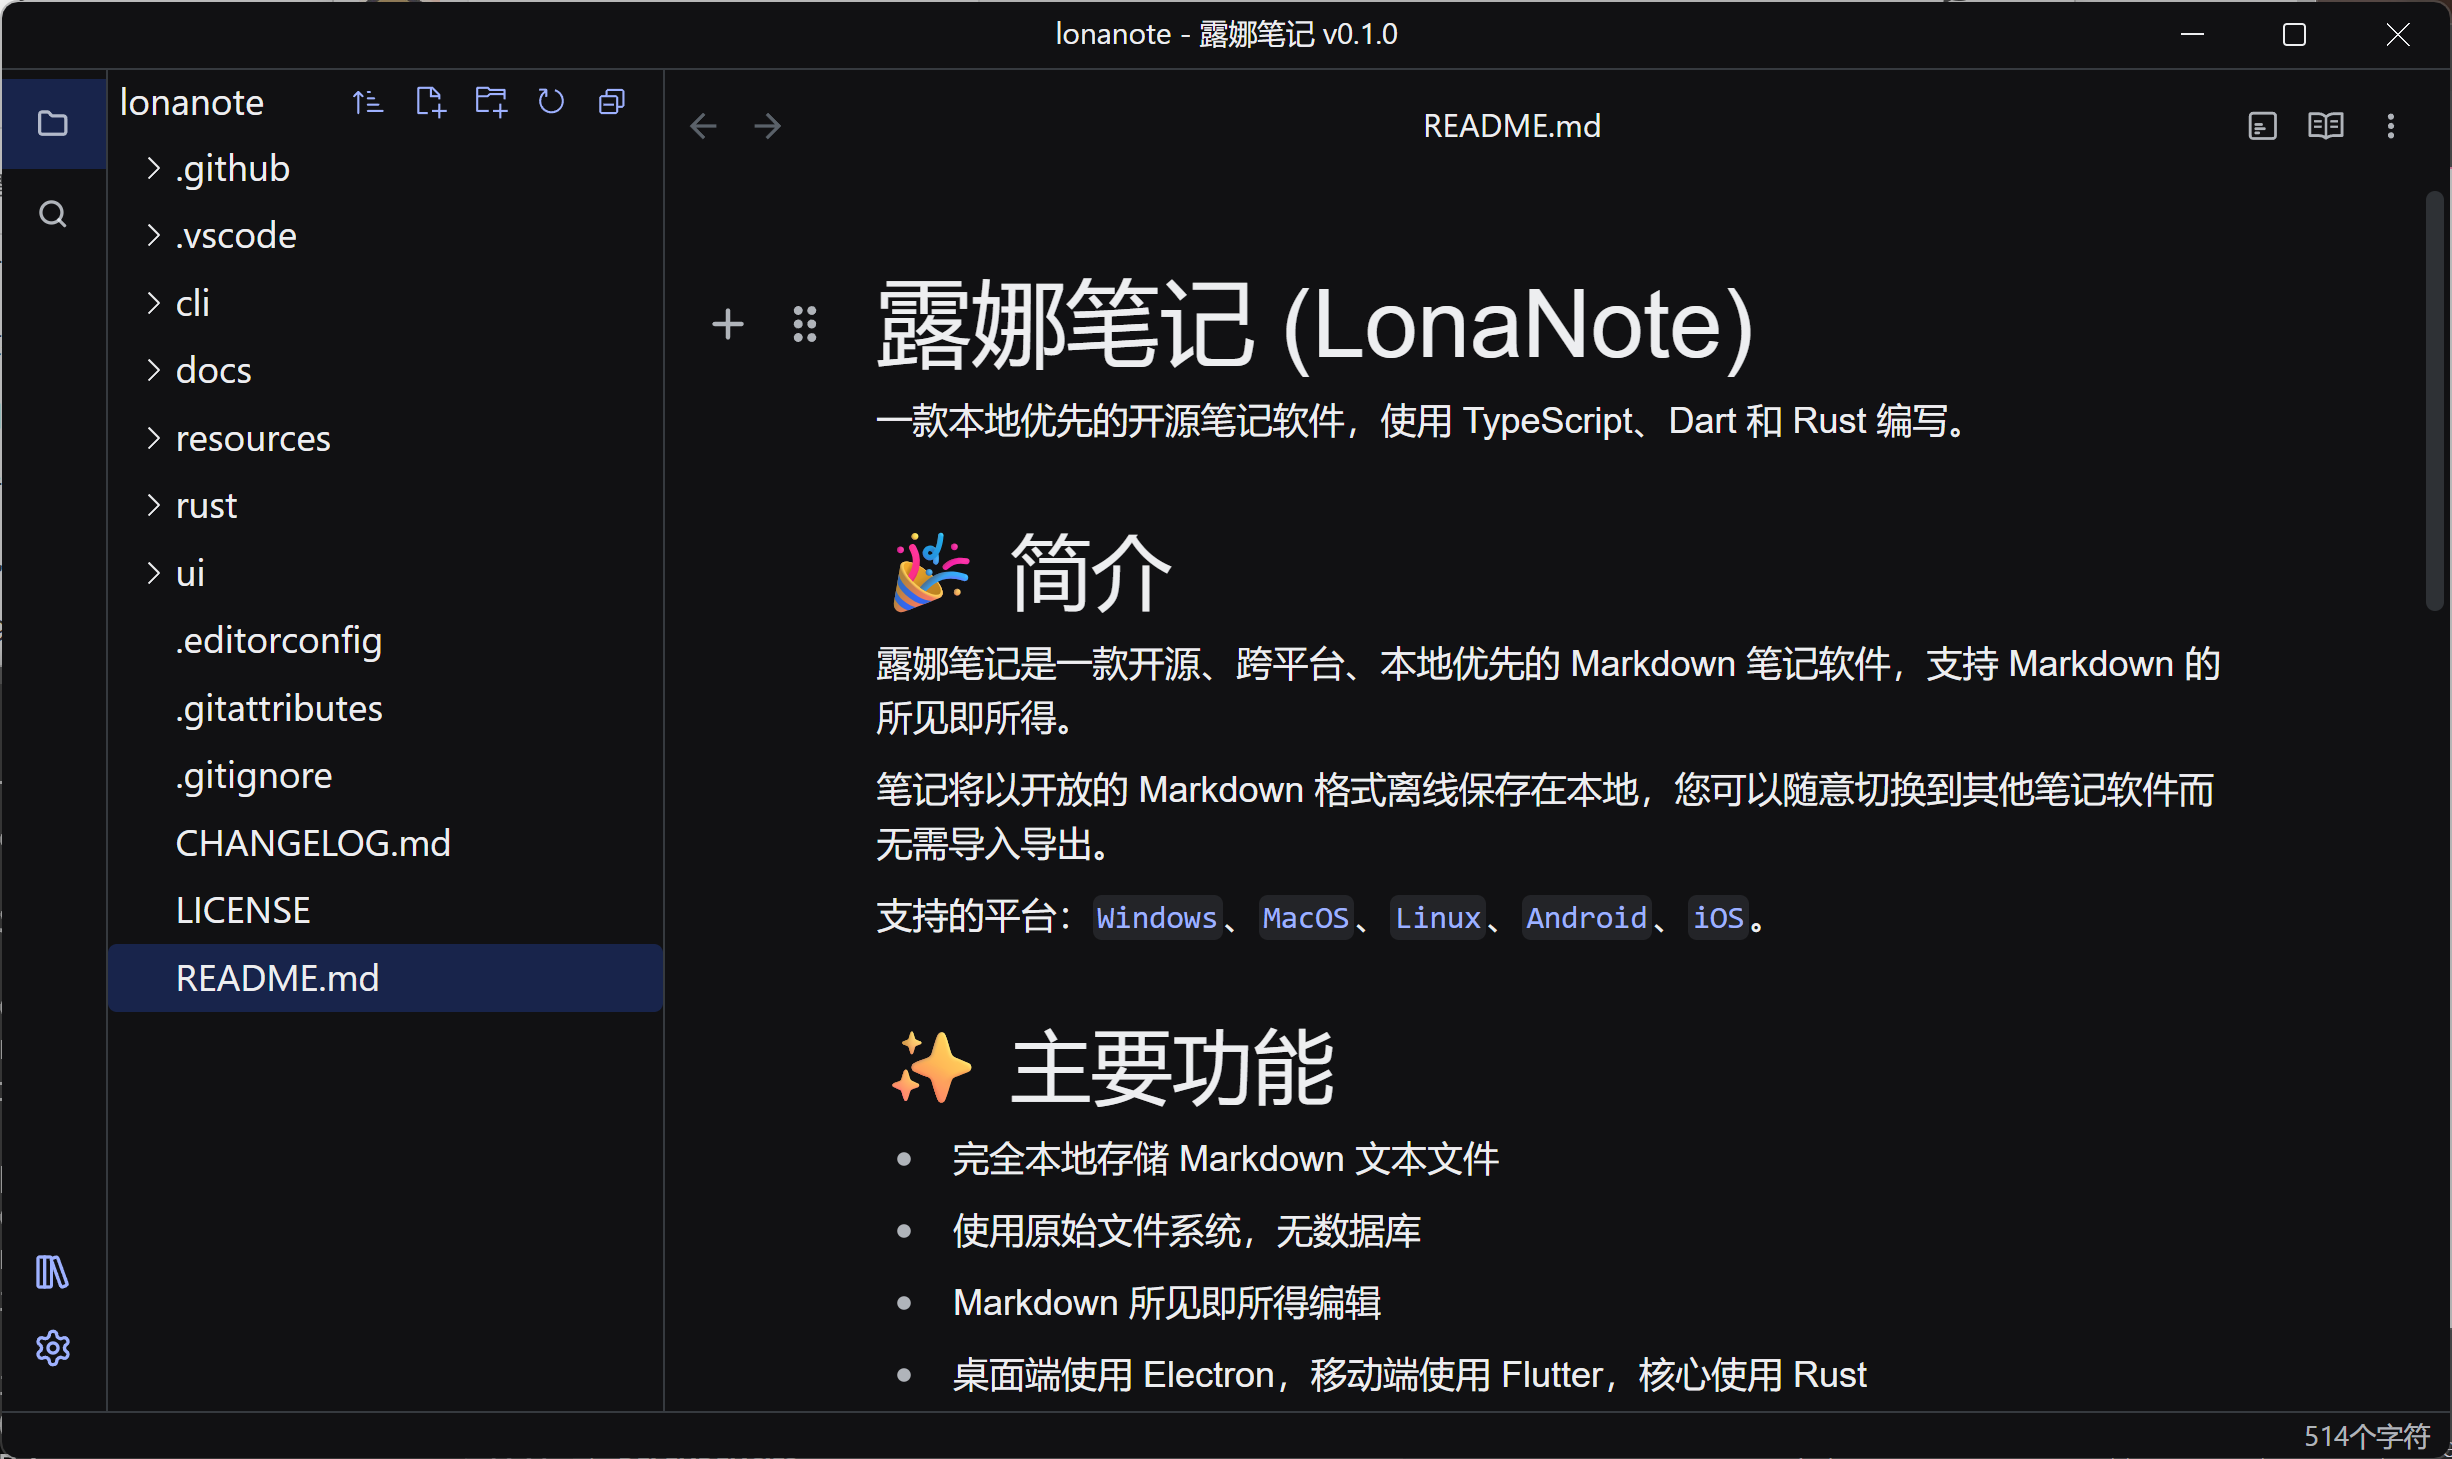 lonanote - 露娜笔记 v0.1.0
lonanote
.github
.vscode
cli
docs
resources
rust
ui
.editorconfig
.gitattributes
.gitignore
CHANGELOG.md
LICENSE
README.md
README.md
露娜笔记 (LonaNote)
一款本地优先的开源笔记软件，使用 TypeScript、Dart 和 Rust 编写。
🎉 简介
露娜笔记是一款开源、跨平台、本地优先的 Markdown 笔记软件，支持 Markdown 的
所见即所得。
笔记将以开放的 Markdown 格式离线保存在本地，您可以随意切换到其他笔记软件而
无需导入导出。
支持的平台：Windows、MacOS、Linux、Android、iOS。
✨ 主要功能
• 完全本地存储 Markdown 文本文件
• 使用原始文件系统，无数据库
• Markdown 所见即所得编辑
• 桌面端使用 Electron，移动端使用 Flutter，核心使用 Rust
514个字符